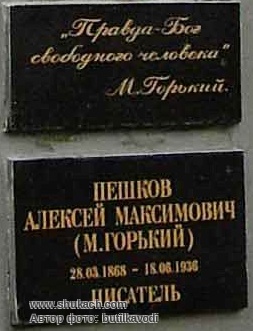 „Правда-Бог
свободного человека"
М.Горький.
ПЕШКОВ
АЛЕКСЕЙ МАКСИМОВИЧ
(М.ГОРЬКИЙ)
28.03.1868 - 18.06.1936
ПИСАТЕЛЬ
www.shukach.com
Автор фото: butilkavodi